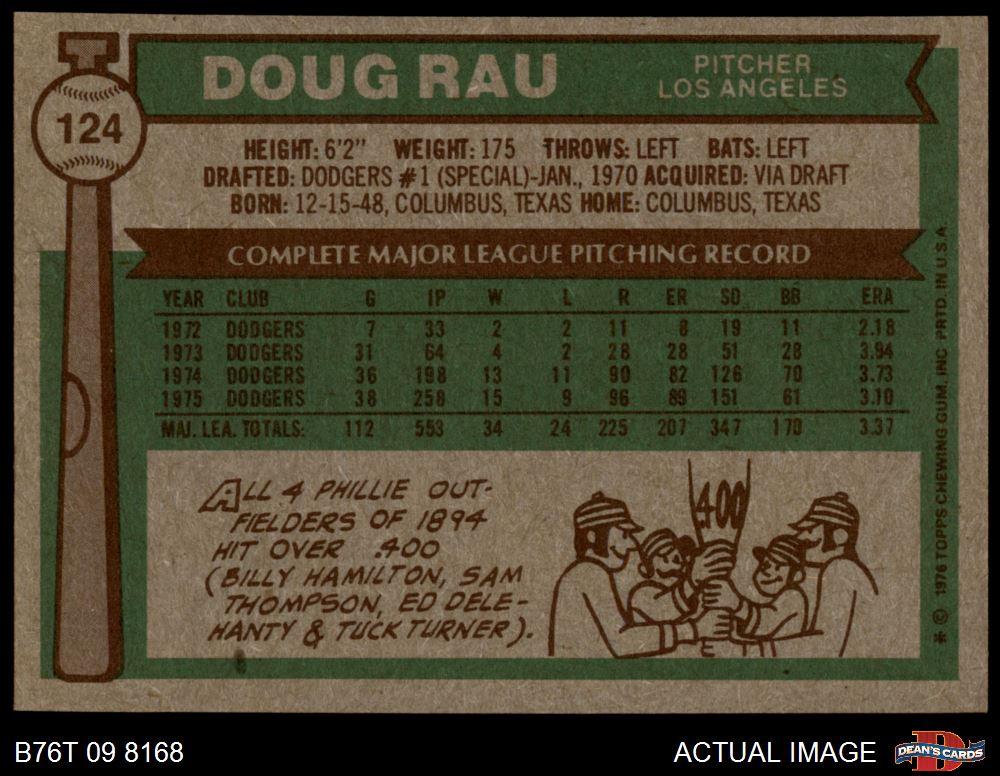 124
DOUG RAU
PITCHER
LOS ANGELES
HEIGHT: 6'2" WEIGHT: 175 THROWS: LEFT BATS: LEFT
DRAFTED: DODGERS #1 (SPECIAL)-JAN., 1970 ACQUIRED: VIA DRAFT
BORN: 12-15-48, COLUMBUS, TEXAS HOME: COLUMBUS, TEXAS
COMPLETE MAJOR LEAGUE PITCHING RECORD
YEAR CLUB G IP W L R ER SO BB ERA
1972 DODGERS 7 33 2 2 11 8 19 11 2.18
1973 DODGERS 31 64 4 2 28 28 51 28 3.94
1974 DODGERS 36 198 13 11 90 82 126 70 3.73
1975 DODGERS 38 258 15 9 96 89 151 61 3.10
MAJ. LEA. TOTALS: 112 553 34 24 225 207 347 170 3.37
ALL 4 PHILLIE OUT-
FIELDERS OF 1894
HIT OVER .400
(BILLY HAMILTON, SAM
THOMPSON, ED DELE-
HANTY & TUCK TURNER).
.400
* © 1976 TOPPS CHEWING GUM, INC PRTD. IN U.S.A.
B76T 09 8168
ACTUAL IMAGE
DEAN'S CARDS